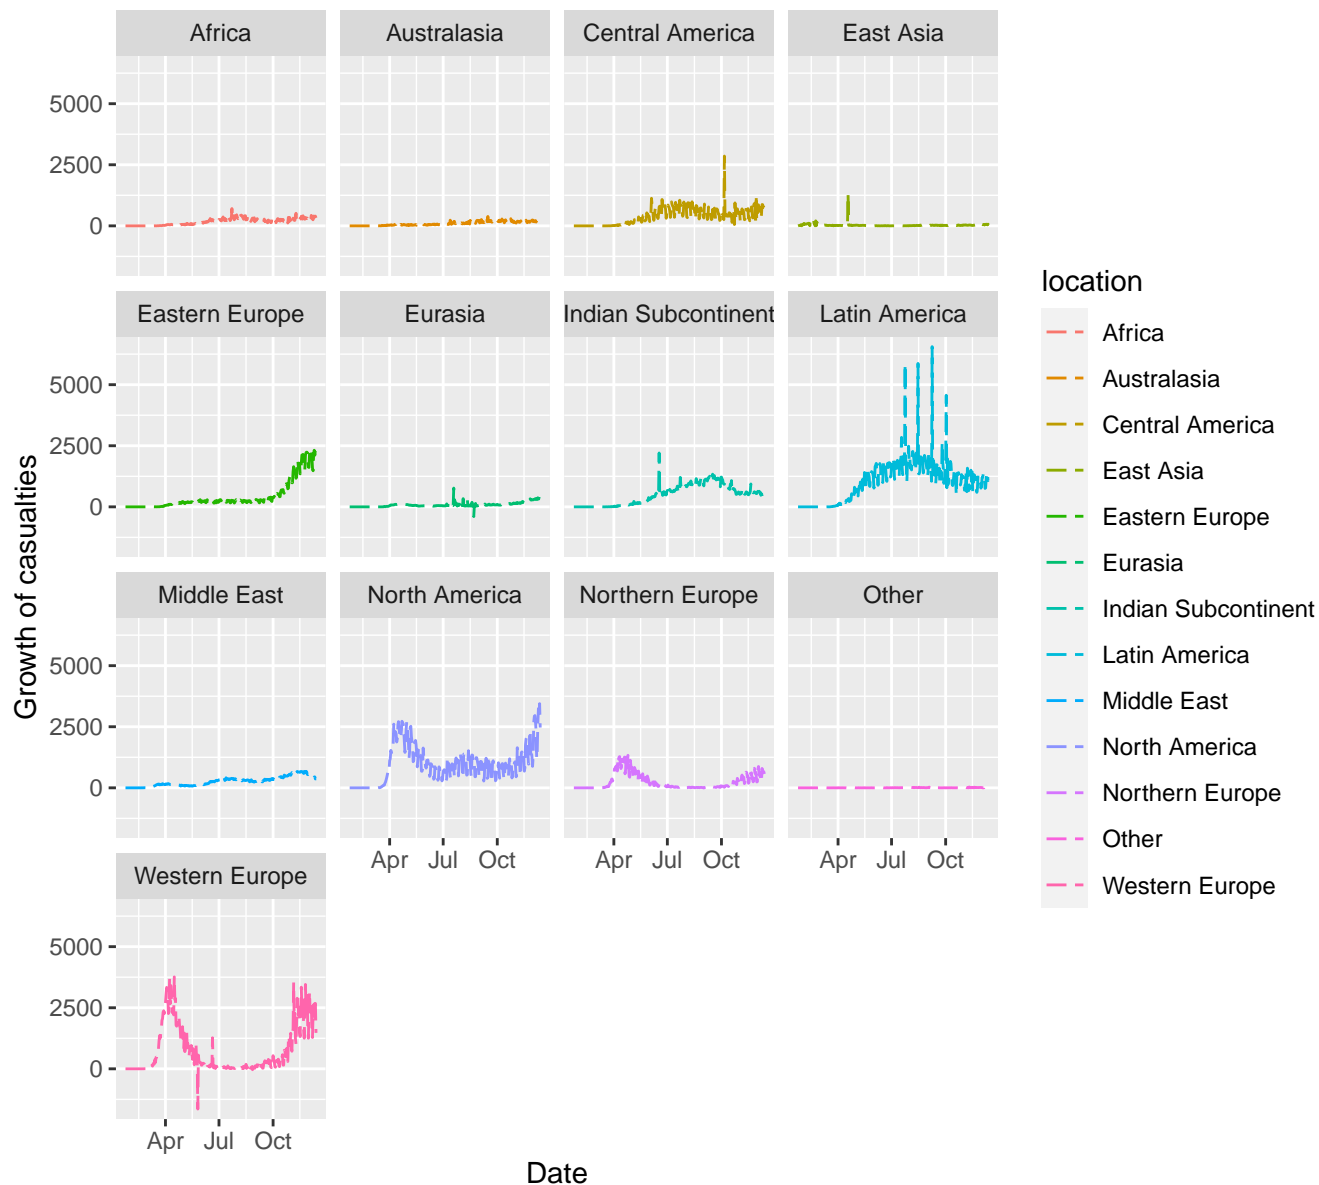 Africa
Australasia
Central America
East Asia
5000
2500
0
Eastern Europe
Eurasia
Indian Subcontinent
Latin America
5000
2500
0
Middle East
North America
Northern Europe
Other
5000
2500
0
Apr Jul Oct
Apr Jul Oct
Apr Jul Oct
Western Europe
5000
2500
0
Apr Jul Oct
Growth of casualties
Date
location
Africa
Australasia
Central America
East Asia
Eastern Europe
Eurasia
Indian Subcontinent
Latin America
Middle East
North America
Northern Europe
Other
Western Europe